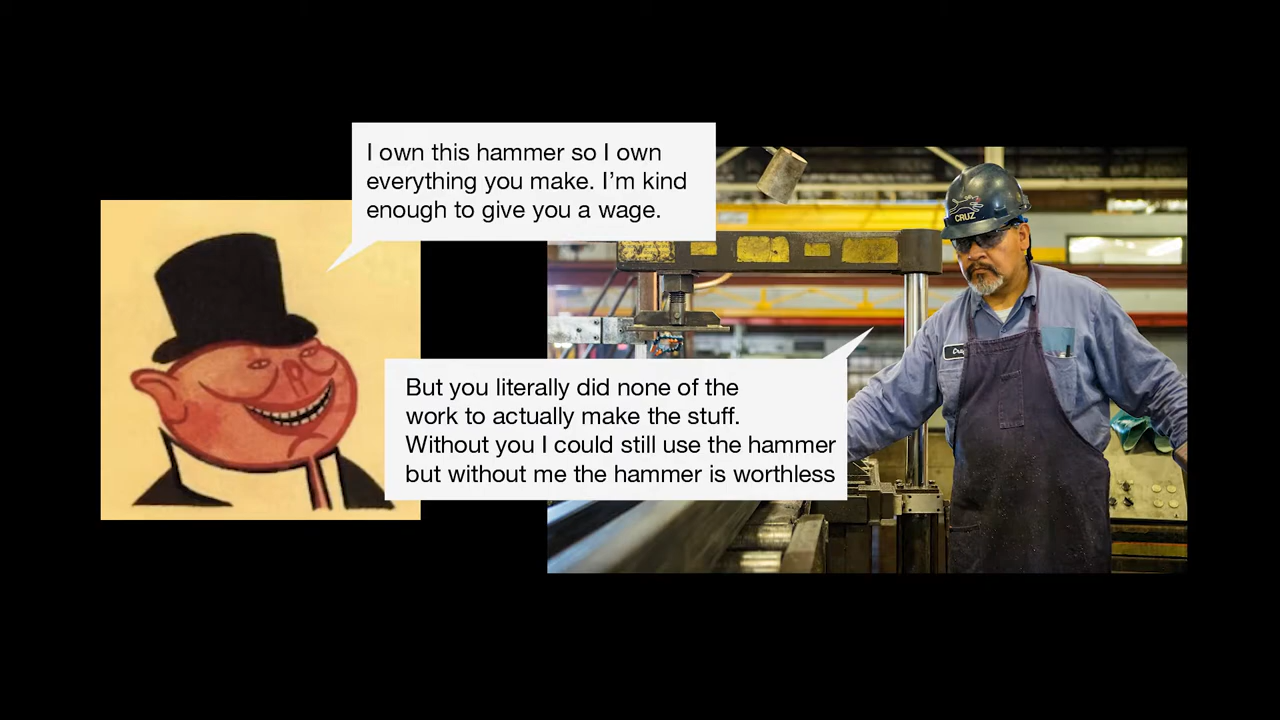 I own this hammer so I own
everything you make. I'm kind
enough to give you a wage.
But you literally did none of the
work to actually make the stuff.
Without you I could still use the hammer
but without me the hammer is worthless
CRUZ